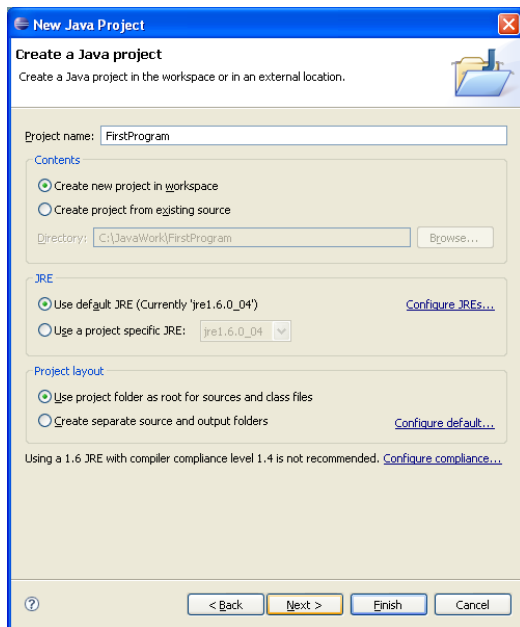 New Java Project
Create a Java project
Create a Java project in the workspace or in an external location.
Project name: FirstProgram
Contents
Create new project in workspace
Create project from existing source
Directory: C:\JavaWork\FirstProgram Browse...
JRE
Use default JRE (Currently 'jre1.6.0_04') Configure JREs...
Use a project specific JRE: jre1.6.0_04
Project layout
Use project folder as root for sources and class files
Create separate source and output folders Configure default...
Using a 1.6 JRE with compiler compliance level 1.4 is not recommended. Configure compliance...
? < Back Next > Finish Cancel